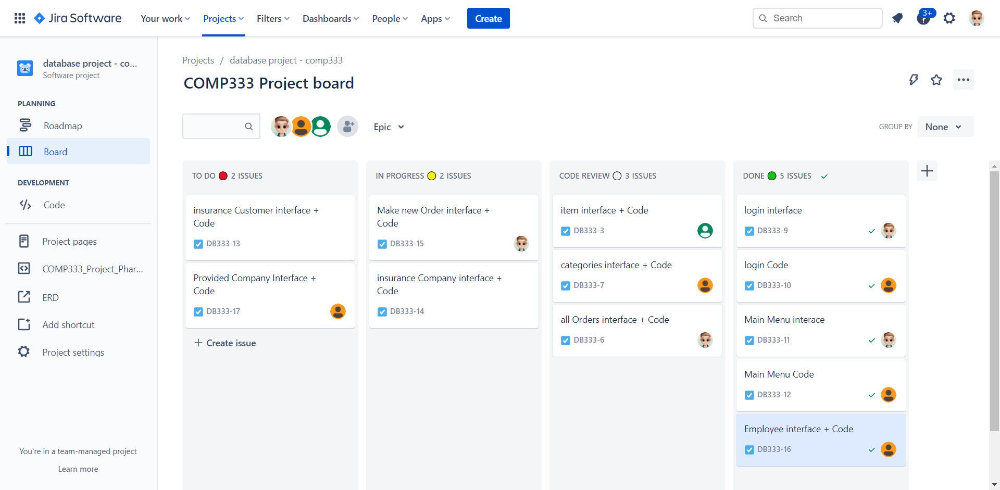 Jira Software
Your work
Projects
Filters
Dashboards
People
Apps
Create
Search
3+
?
database project - co...
Software project
PLANNING
Roadmap
Board
DEVELOPMENT
Code
Project pages
COMP333_Project_Phar...
ERD
Add shortcut
Project settings
You're in a team-managed project
Learn more
Projects / database project - comp333
COMP333 Project board
Epic
GROUP BY
None
TO DO 2 ISSUES
insurance Customer interface +
Code
DB333-13
Provided Company Interface +
Code
DB333-17
Create issue
IN PROGRESS 2 ISSUES
Make new Order interface +
Code
DB333-15
insurance Company interface +
Code
DB333-14
CODE REVIEW 3 ISSUES
item interface + Code
DB333-3
categories interface + Code
DB333-7
all Orders interface + Code
DB333-6
DONE 5 ISSUES
login interface
DB333-9
login Code
DB333-10
Main Menu interace
DB333-11
Main Menu Code
DB333-12
Employee interface + Code
DB333-16